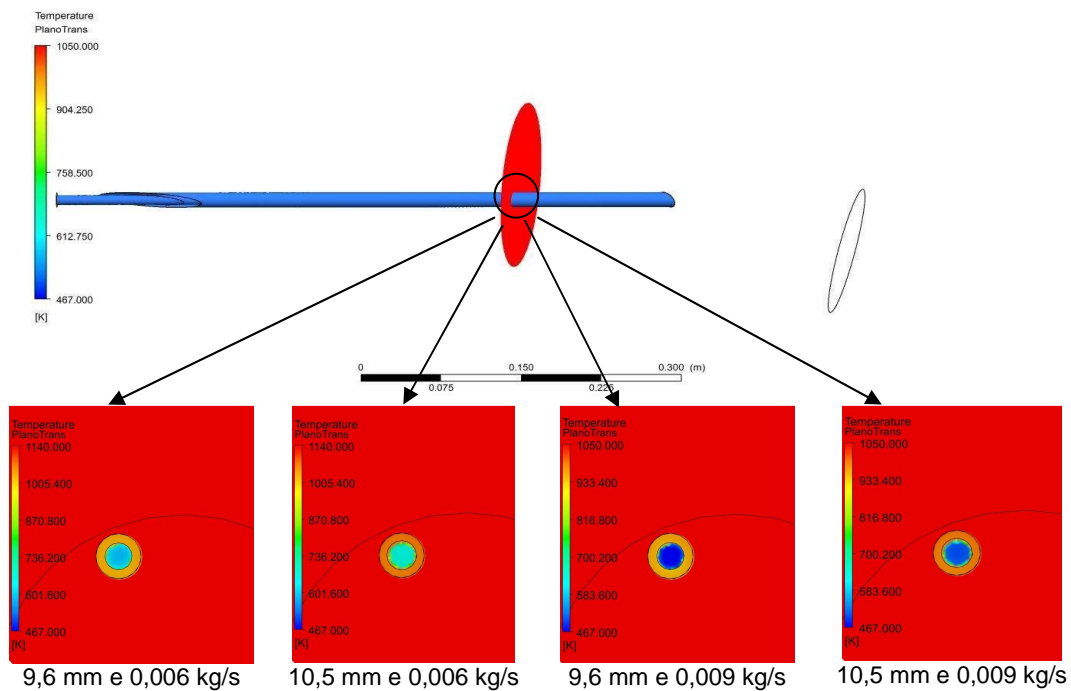 Temperature
PlanoTrans
1050.000
904.250
758.500
612.750
467.000
[K]
0 0.150 0.300 (m)
0.075 0.225
Temperature
PlanoTrans
1140.000
1005.400
870.800
736.200
601.600
467.000
[K]
9,6 mm e 0,006 kg/s
Temperature
PlanoTrans
1140.000
1005.400
870.800
736.200
601.600
467.000
[K]
10,5 mm e 0,006 kg/s
Temperature
PlanoTrans
1050.000
933.400
816.800
700.200
583.600
467.000
[K]
9,6 mm e 0,009 kg/s
Temperature
PlanoTrans
1050.000
933.400
816.800
700.200
583.600
467.000
[K]
10,5 mm e 0,009 kg/s